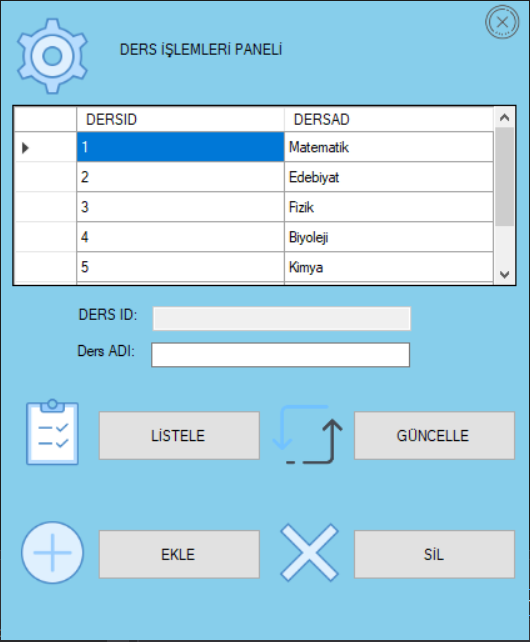 DERS İŞLEMLERİ PANELİ
DERSID DERSAD
1 Matematik
2 Edebiyat
3 Fizik
4 Biyoleji
5 Kimya
DERS ID:
Ders ADI:
LİSTELE GÜNCELLE
EKLE SİL